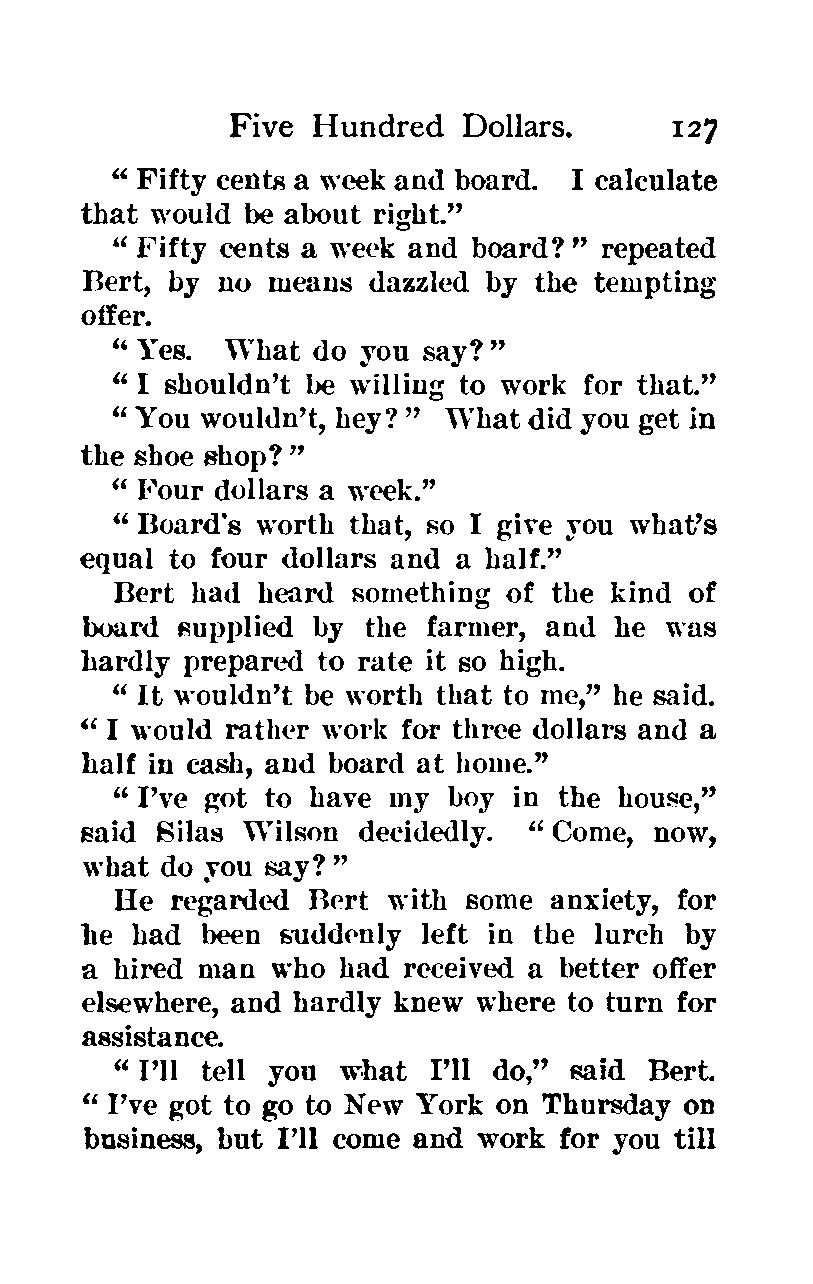 Five Hundred Dollars. 127
“ Fifty cents a week and board. I calculate
that would be about right.”
“ Fifty cents a week and board? ” repeated
Bert, by no means dazzled by the tempting
offer.
“ Yes. What do you say? ”
“ I shouldn’t be willing to work for that.”
“ You wouldn’t, hey? ” What did you get in
the shoe shop? ”
“ Four dollars a week.”
“ Board's worth that, so I give you what’s
equal to four dollars and a half.”
Bert had heard something of the kind of
board supplied by the farmer, and he was
hardly prepared to rate it so high.
“ It wouldn’t be worth that to me,” he said.
“ I would rather work for three dollars and a
half in cash, and board at home.”
“ I’ve got to have my boy in the house,”
said Silas Wilson decidedly. “ Come, now,
what do you say? ”
He regarded Bert with some anxiety, for
he had been suddenly left in the lurch by
a hired man who had received a better offer
elsewhere, and hardly knew where to turn for
assistance.
“ I’ll tell you what I’ll do,” said Bert.
“ I’ve got to go to New York on Thursday on
business, but I’ll come and work for you till